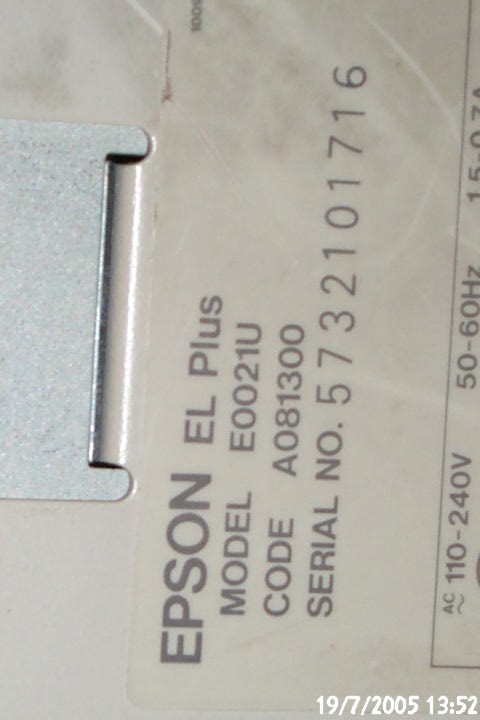 EPSON EL Plus
MODEL E0021U
CODE A081300
SERIAL NO. 5732101716
AC 110-240V 50-60Hz
19/7/2005 13:52